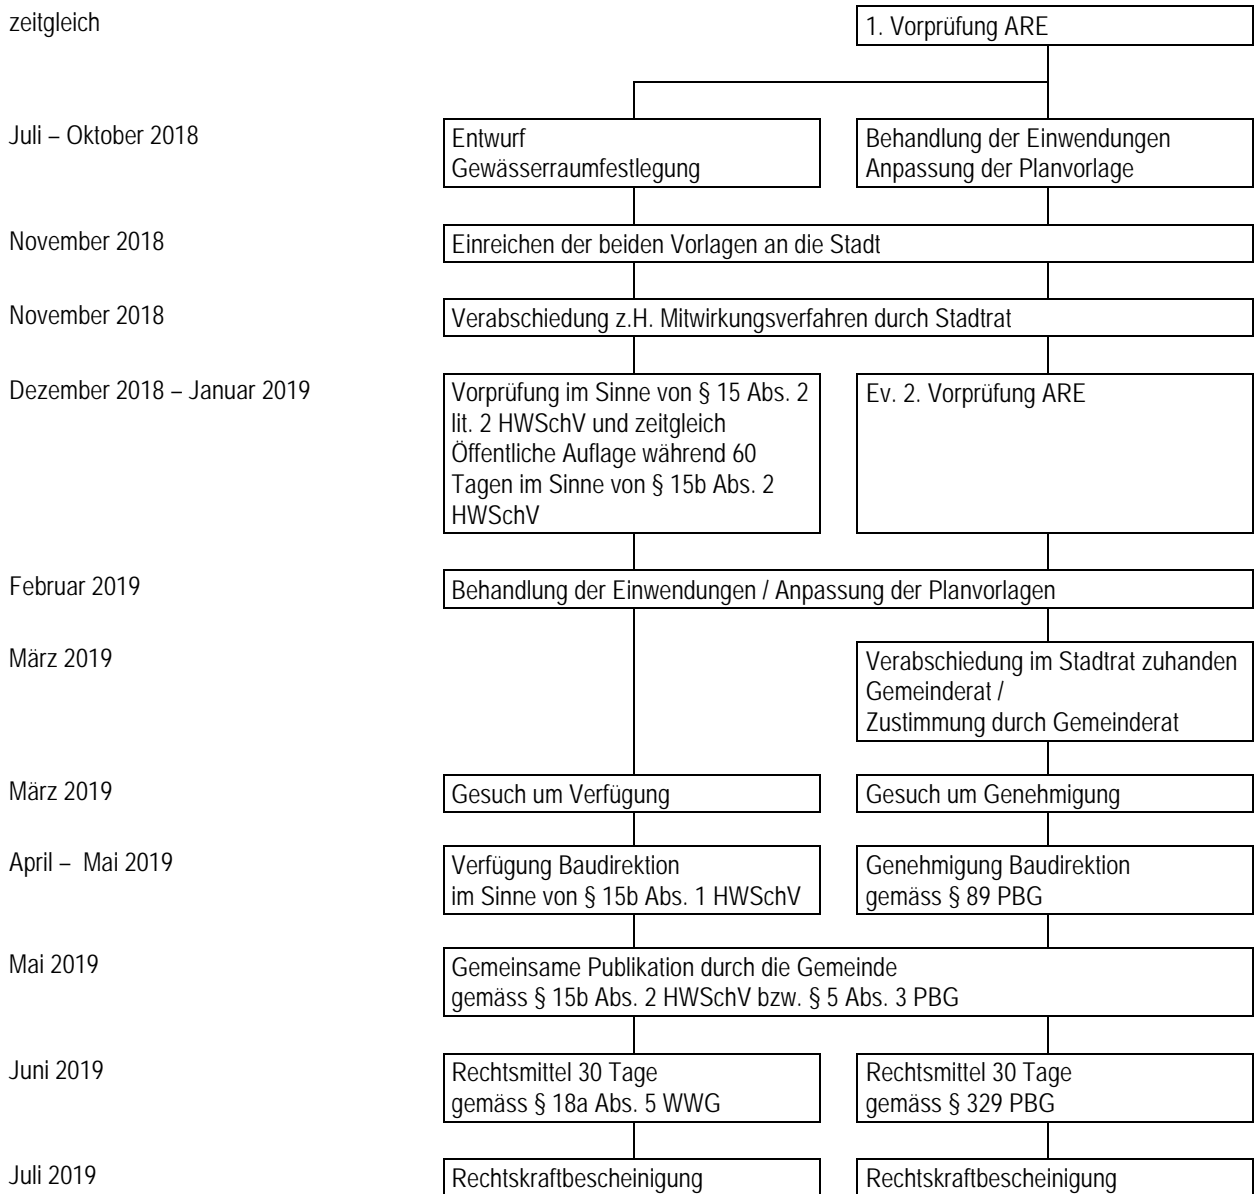 zeitgleich
1. Vorprüfung ARE
Juli – Oktober 2018
Entwurf
Gewässerraumfestlegung
Behandlung der Einwendungen
Anpassung der Planvorlage
November 2018
Einreichen der beiden Vorlagen an die Stadt
November 2018
Verabschiedung z.H. Mitwirkungsverfahren durch Stadtrat
Dezember 2018 – Januar 2019
Vorprüfung im Sinne von § 15 Abs. 2
lit. 2 HWSchV und zeitgleich
Öffentliche Auflage während 60
Tagen im Sinne von § 15b Abs. 2
HWSchV
Ev. 2. Vorprüfung ARE
Februar 2019
Behandlung der Einwendungen / Anpassung der Planvorlagen
März 2019
Verabschiedung im Stadtrat zuhanden
Gemeinderat /
Zustimmung durch Gemeinderat
März 2019
Gesuch um Verfügung
Gesuch um Genehmigung
April – Mai 2019
Verfügung Baudirektion
im Sinne von § 15b Abs. 1 HWSchV
Genehmigung Baudirektion
gemäss § 89 PBG
Mai 2019
Gemeinsame Publikation durch die Gemeinde
gemäss § 15b Abs. 2 HWSchV bzw. § 5 Abs. 3 PBG
Juni 2019
Rechtsmittel 30 Tage
gemäss § 18a Abs. 5 WWG
Rechtsmittel 30 Tage
gemäss § 329 PBG
Juli 2019
Rechtskraftbescheinigung
Rechtskraftbescheinigung